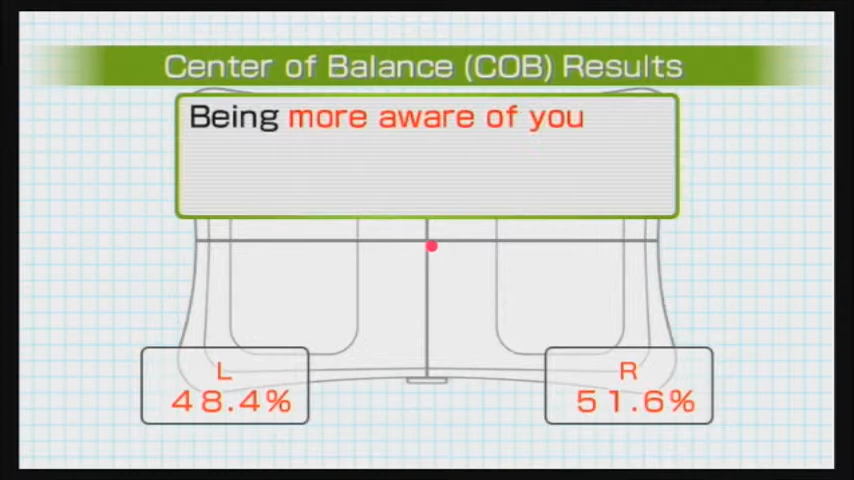 Center of Balance (COB) Results
Being more aware of you
L
48.4%
R
51.6%